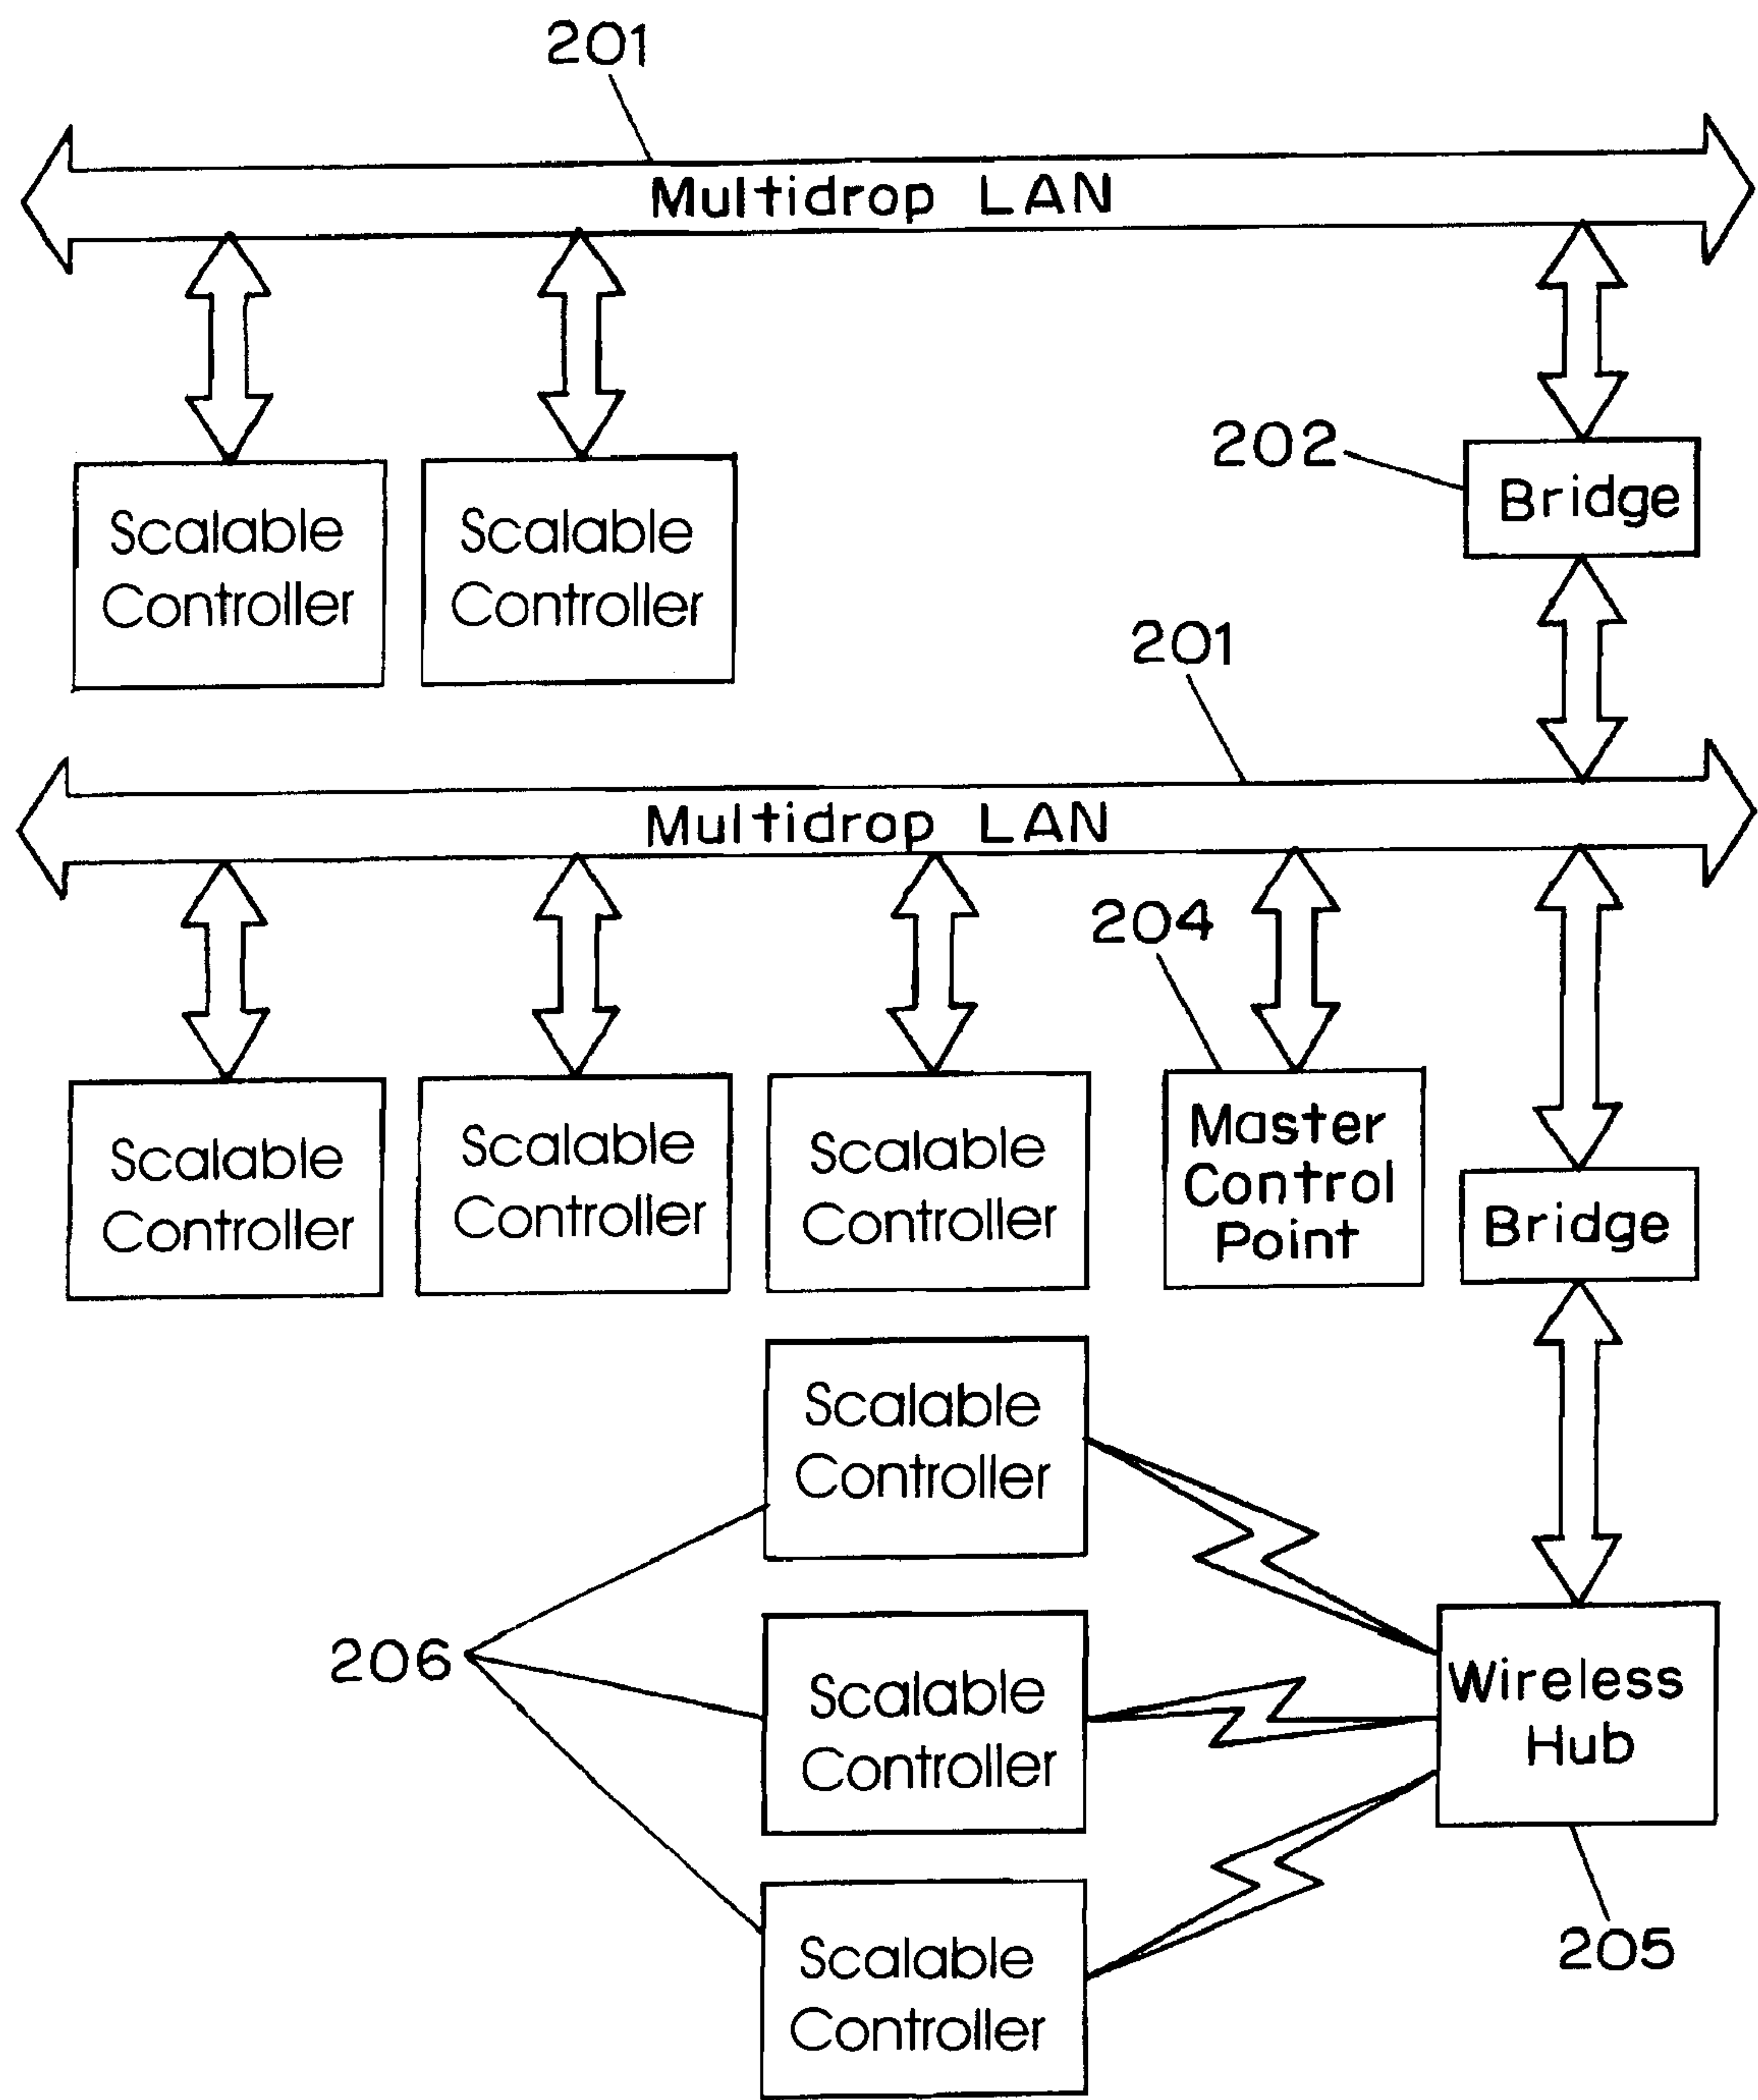 201
Multidrop LAN
Scalable
Controller
Scalable
Controller
202
Bridge
201
Multidrop LAN
204
Scalable
Controller
Scalable
Controller
Scalable
Controller
Master
Control
Point
Bridge
Scalable
Controller
206
Scalable
Controller
Wireless
Hub
Scalable
Controller
205